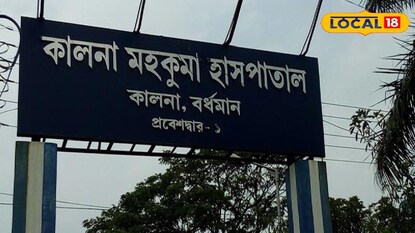 LOCAL 18
কালনা মহকুমা হাসপাতাল
কালনা, বর্ধমান
প্রবেশদ্বার - ১